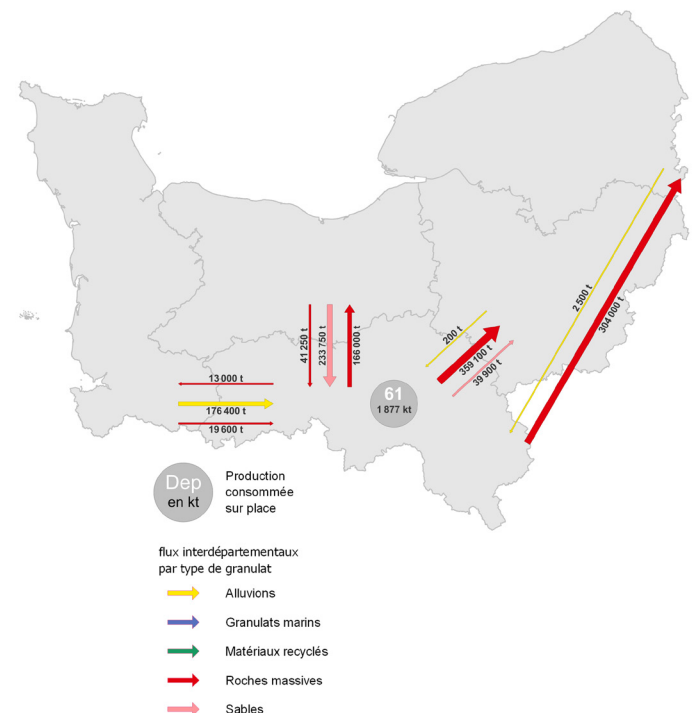 2 500 t
304 000 t
200 t
359 100 t
39 900 t
41 250 t
233 750 t
166 000 t
13 000 t
176 400 t
19 600 t
61
1 877 kt
Dep
en kt
Production
consommée
sur place
flux interdépartementaux
par type de granulat
Alluvions
Granulats marins
Matériaux recyclés
Roches massives
Sables